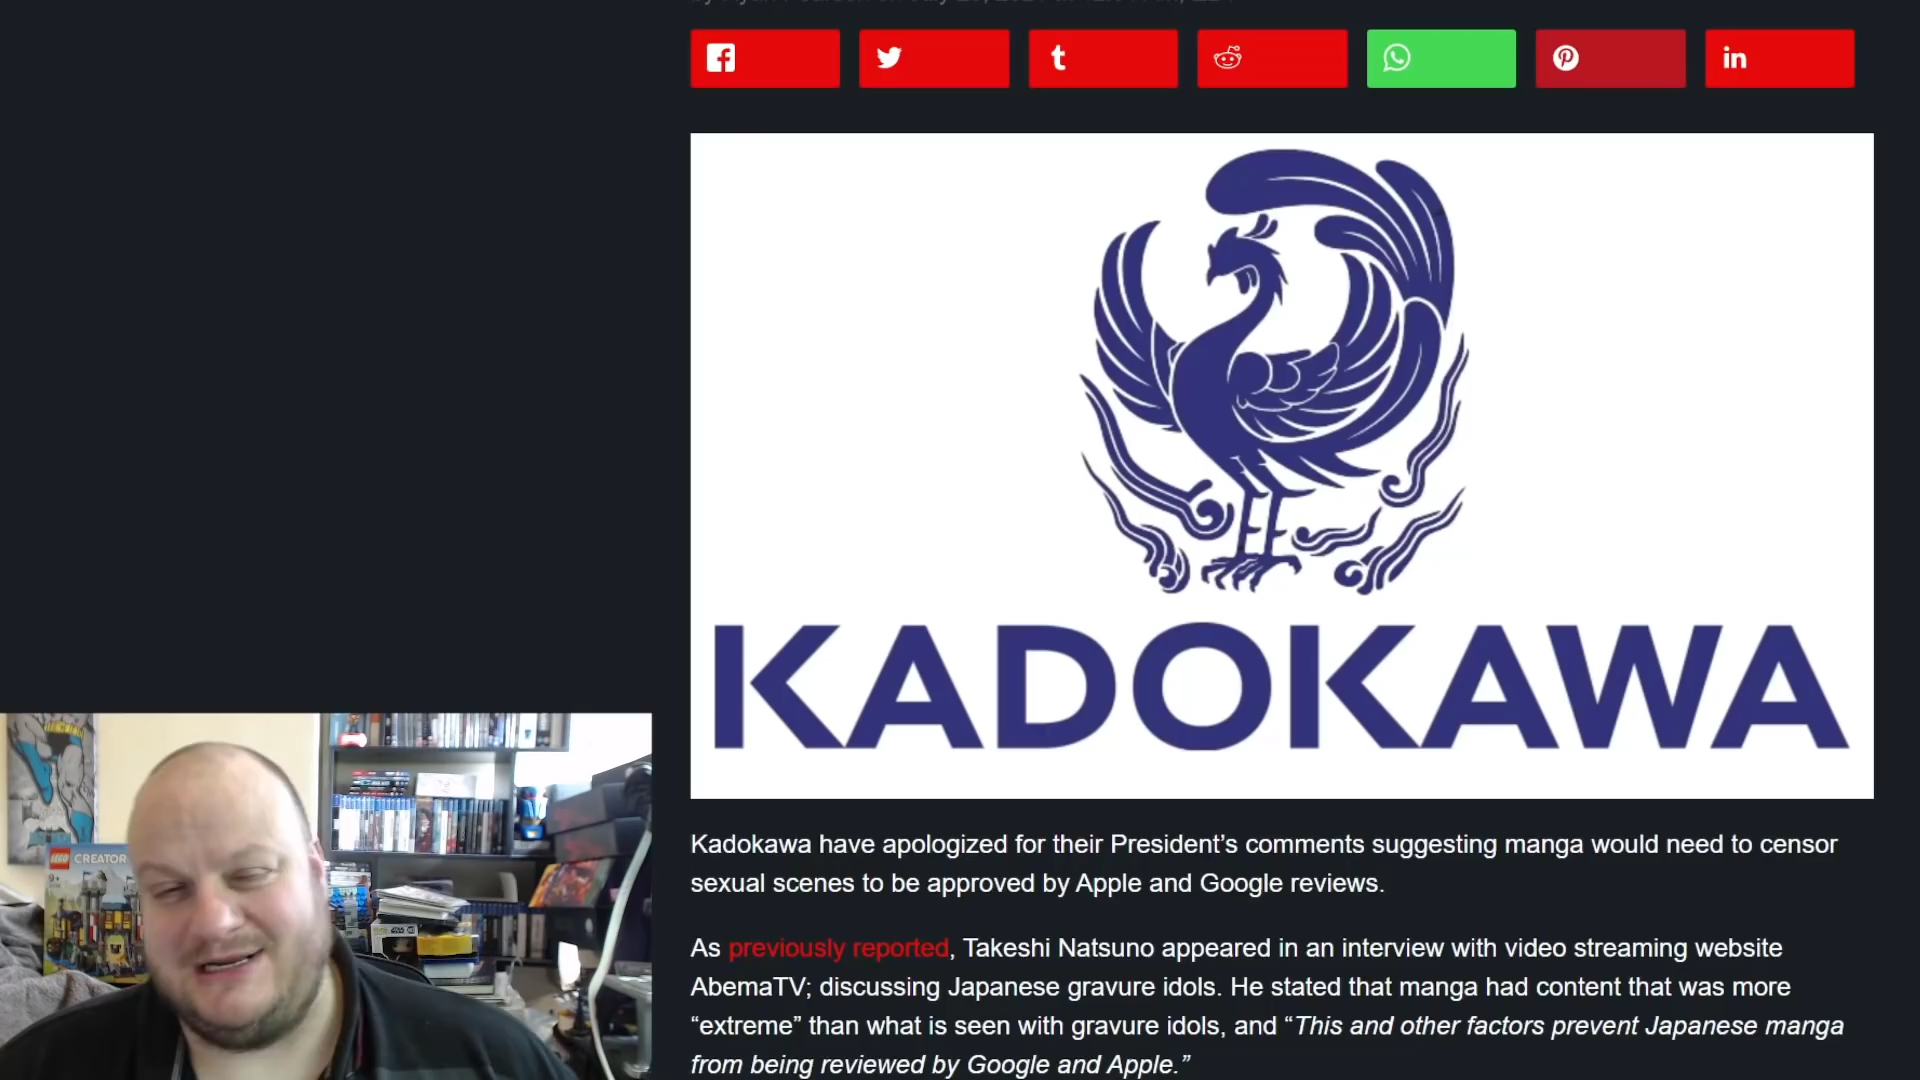 KADOKAWA
Kadokawa have apologized for their President’s comments suggesting manga would need to censor
sexual scenes to be approved by Apple and Google reviews.
As previously reported, Takeshi Natsuno appeared in an interview with video streaming website
AbemaTV; discussing Japanese gravure idols. He stated that manga had content that was more
“extreme” than what is seen with gravure idols, and “This and other factors prevent Japanese manga
from being reviewed by Google and Apple.”
LEGO CREATOR
9+